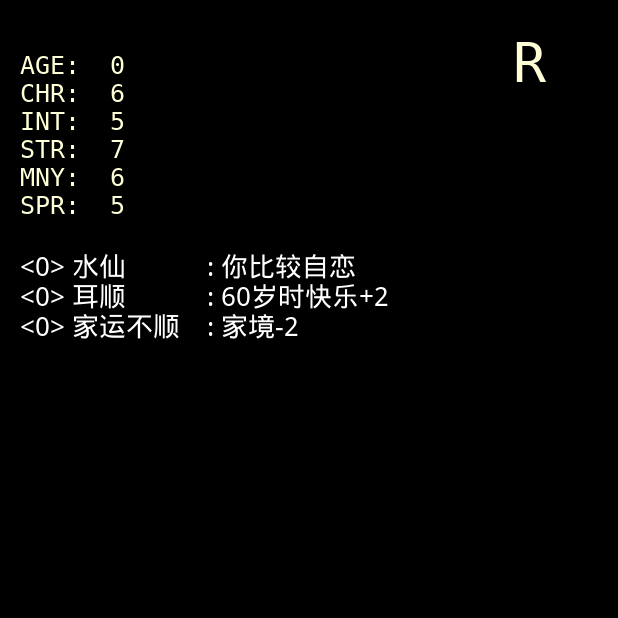 R
AGE: 0
CHR: 6
INT: 5
STR: 7
MNY: 6
SPR: 5
<0> 水仙 : 你比较自恋
<0> 耳顺 : 60岁时快乐+2
<0> 家运不顺 : 家境-2